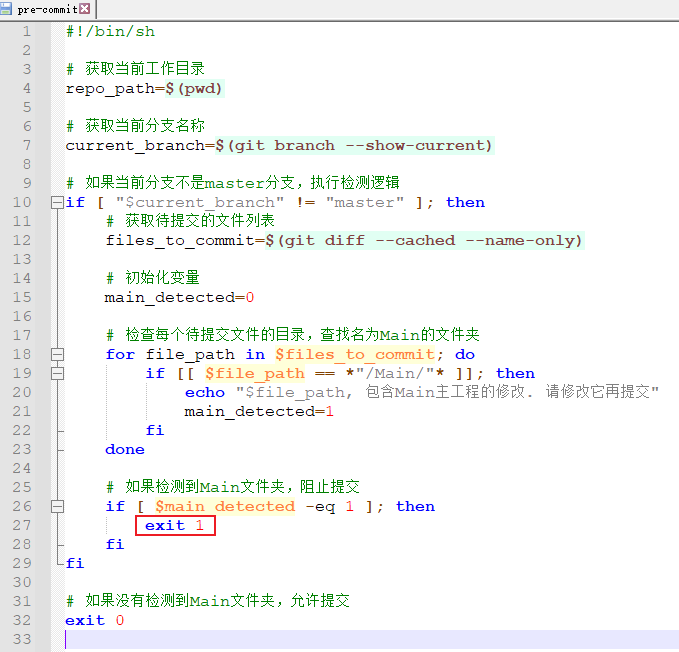 pre-commit
1 #!/bin/sh
2
3 # 获取当前工作目录
4 repo_path=$(pwd)
5
6 # 获取当前分支名称
7 current_branch=$(git branch --show-current)
8
9 # 如果当前分支不是master分支，执行检测逻辑
10 if [ "$current_branch" != "master" ]; then
11 # 获取待提交的文件列表
12 files_to_commit=$(git diff --cached --name-only)
13
14 # 初始化变量
15 main_detected=0
16
17 # 检查每个待提交文件的目录，查找名为Main的文件夹
18 for file_path in $files_to_commit; do
19 if [[ $file_path == *"/Main/"* ]]; then
20 echo "$file_path, 包含Main主工程的修改. 请修改它再提交"
21 main_detected=1
22 fi
23 done
24
25 # 如果检测到Main文件夹，阻止提交
26 if [ $main_detected -eq 1 ]; then
27 exit 1
28 fi
29 fi
30
31 # 如果没有检测到Main文件夹，允许提交
32 exit 0
33